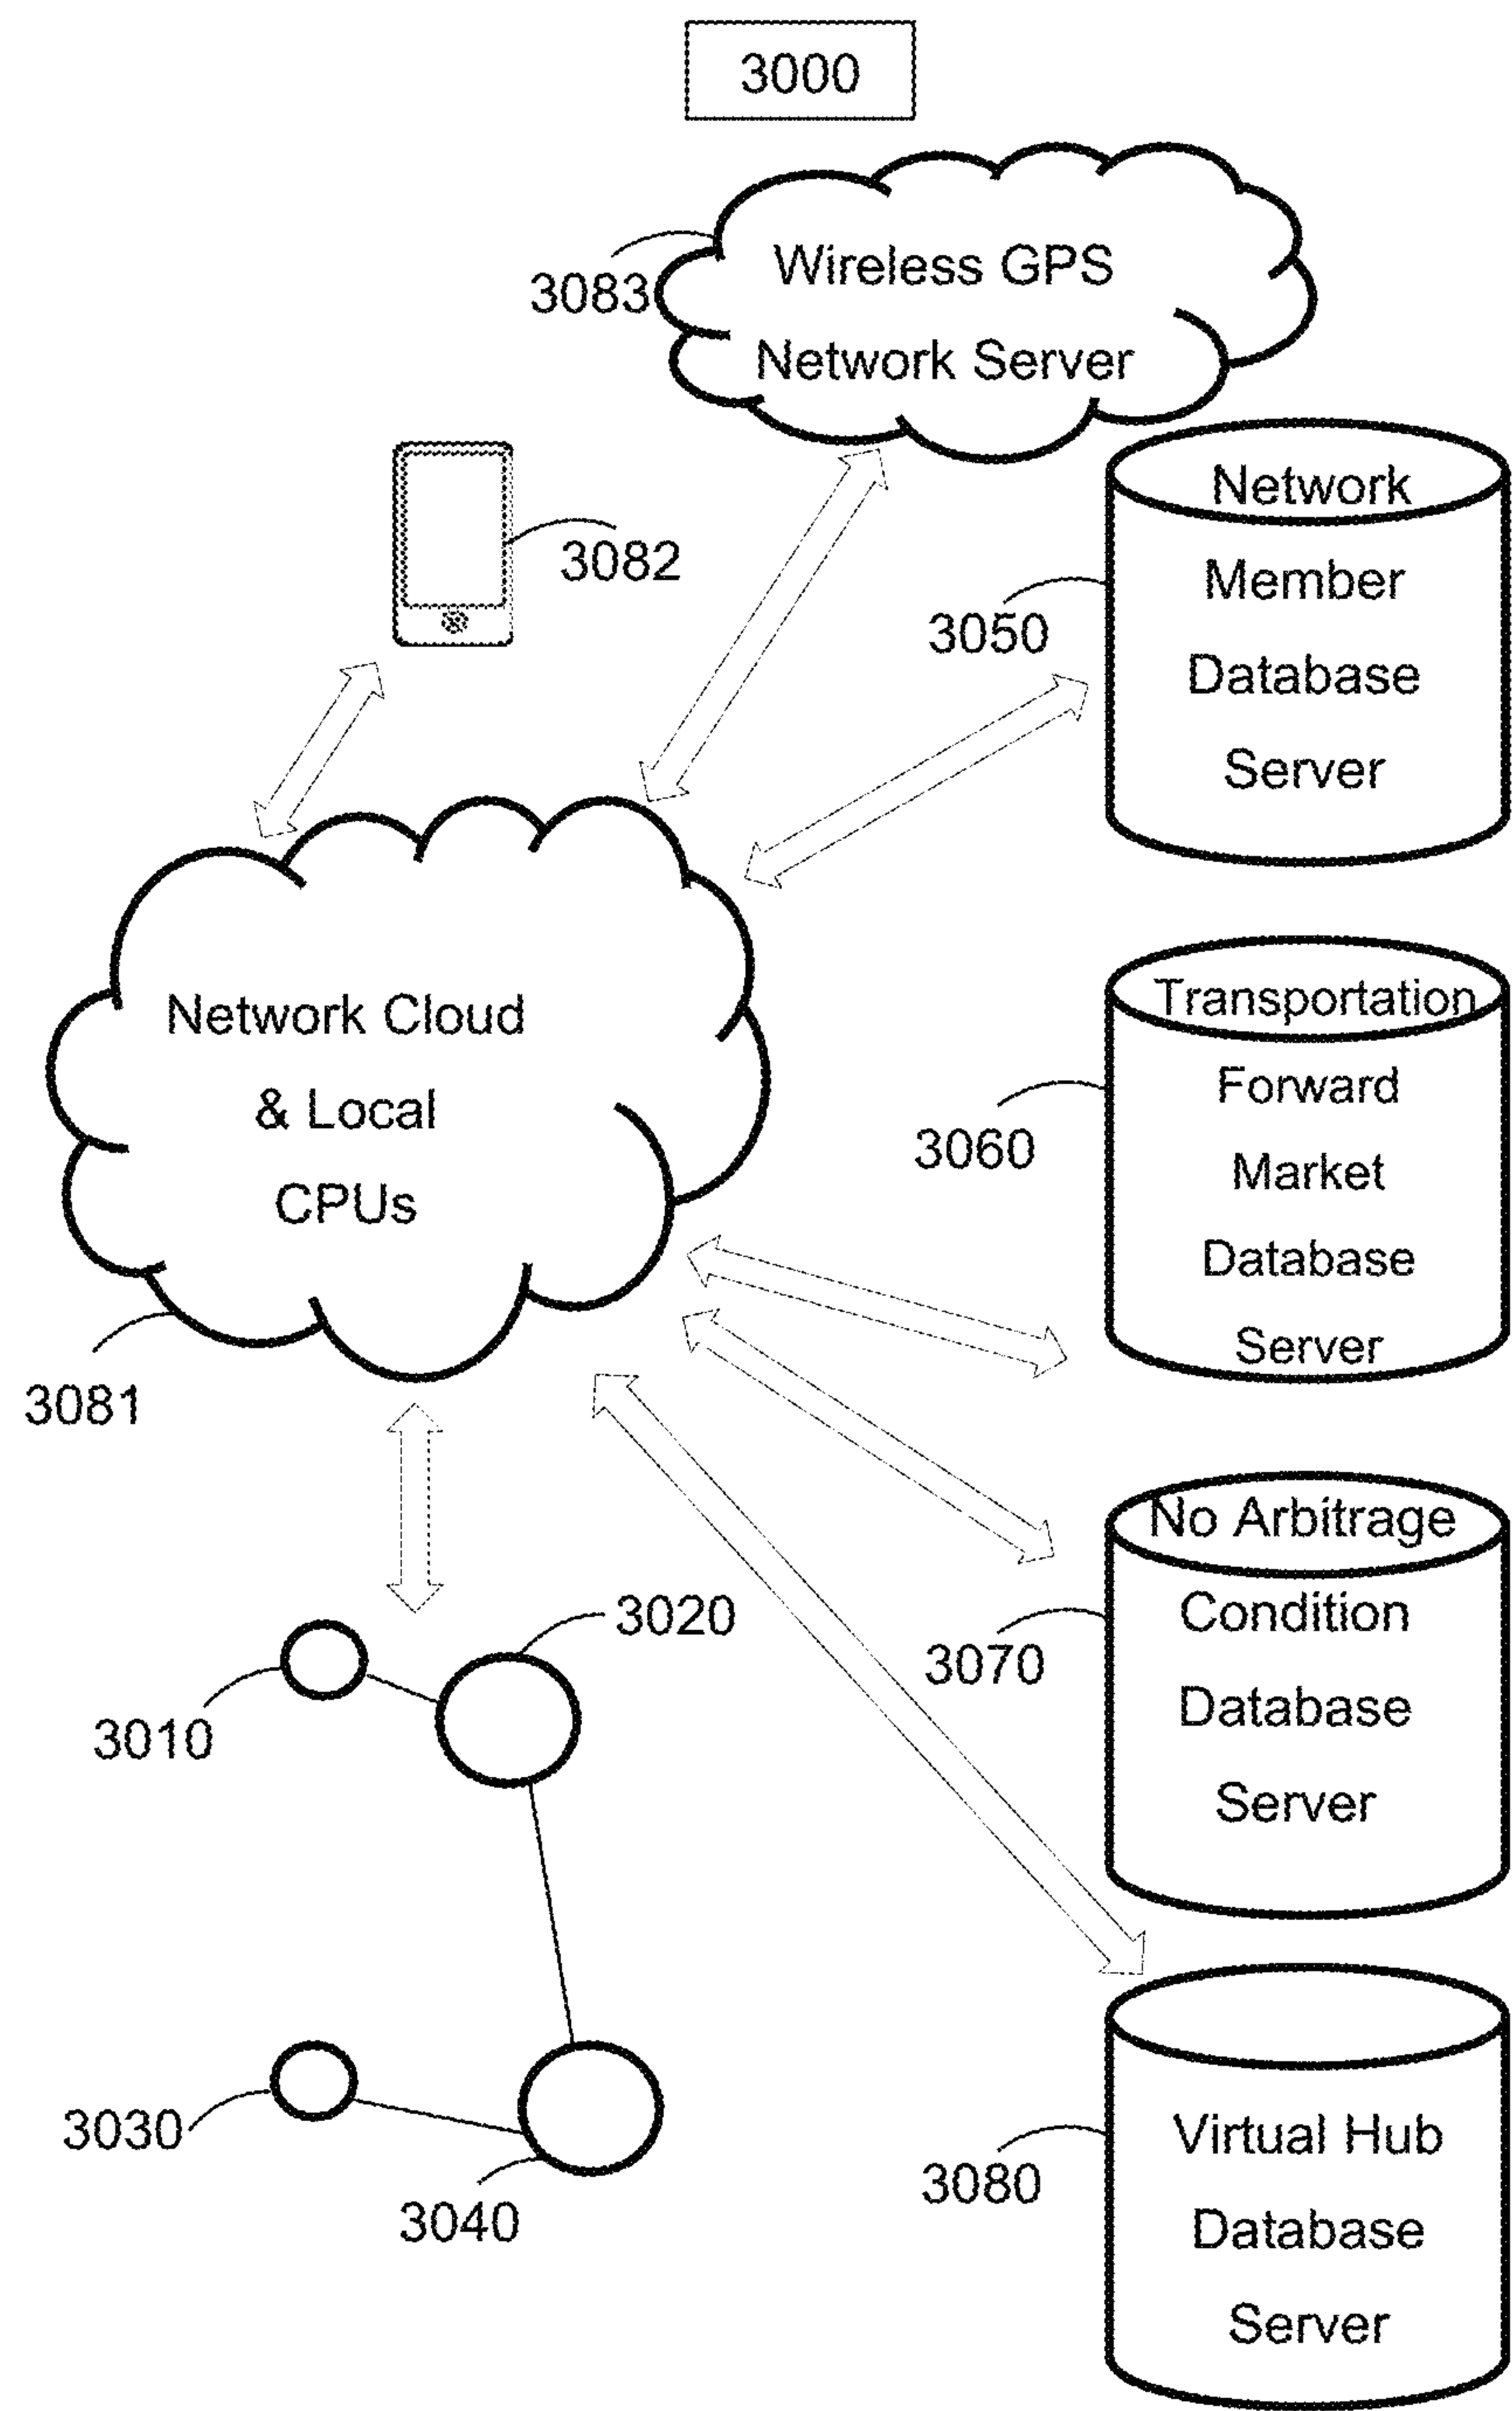 3000
Wireless GPS
Network Server
3083
3082
Network
Member
Database
Server
3050
Network Cloud
& Local
CPUs
3081
Transportation
Forward
Market
Database
Server
3060
No Arbitrage
Condition
Database
Server
3070
3020
3010
3030
3040
Virtual Hub
Database
Server
3080